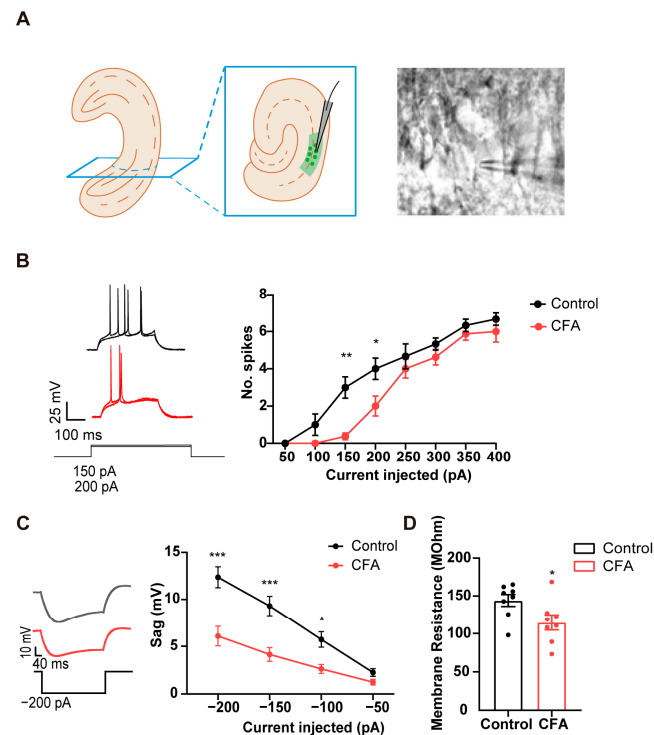 A
B
25 mV
100 ms
150 pA
200 pA
No. spikes
8
6
4
2
0
50 100 150 200 250 300 350 400
Current injected (pA)
**
*
Control
CFA
C
10 mV
40 ms
−200 pA
Sag (mV)
15
10
5
0
−200 −150 −100 −50
Current injected (pA)
***
***
*
Control
CFA
D
Membrane Resistance (MOhm)
200
150
100
50
0
Control CFA
*
Control
CFA